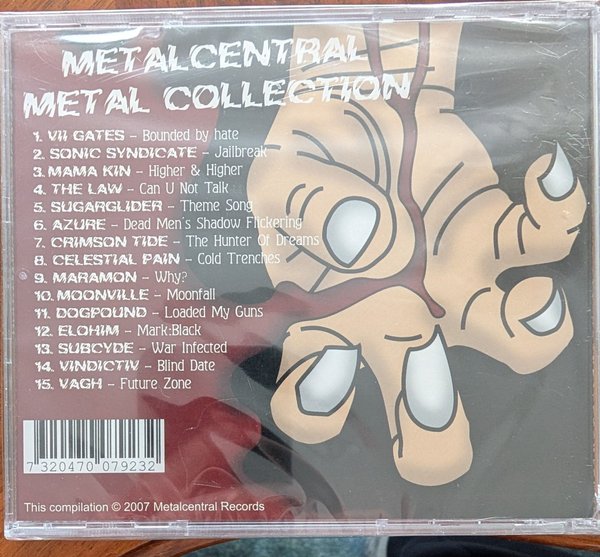 METALCENTRAL
METAL COLLECTION
1. VII GATES – Bounded by hate
2. SONIC SYNDICATE – Jailbreak
3. MAMA KIN – Higher & Higher
4. THE LAW – Can U Not Talk
5. SUGARGLIDER – Theme Song
6. AZURE – Dead Men's Shadow Flickering
7. CRIMSON TIDE – The Hunter Of Dreams
8. CELESTIAL PAIN – Cold Trenches
9. MARAMON – Why?
10. MOONVILLE – Moonfall
11. DOGPOUND – Loaded My Guns
12. ELOHIM – Mark:Black
13. SUBCYDE – War Infected
14. VINDICTIV – Blind Date
15. VAGH – Future Zone
7 320470 079232
This compilation © 2007 Metalcentral Records